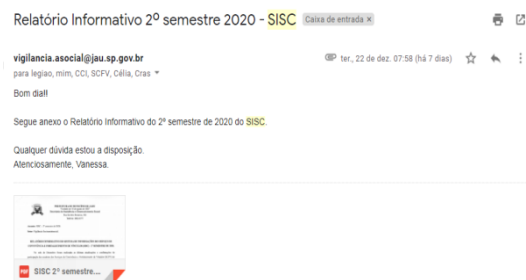 Relatório Informativo 2º semestre 2020 - SISC Caixa de entrada ×
vigilancia.asocial@jau.sp.gov.br ter., 22 de dez. 07:58 (há 7 dias)
para legiao, mim, CCI, SCFV, Célia, Cras
Bom dia!!
Segue anexo o Relatório Informativo do 2º semestre de 2020 do SISC.
Qualquer dúvida estou a disposição.
Atenciosamente, Vanessa.
PDF SISC 2º semestre...